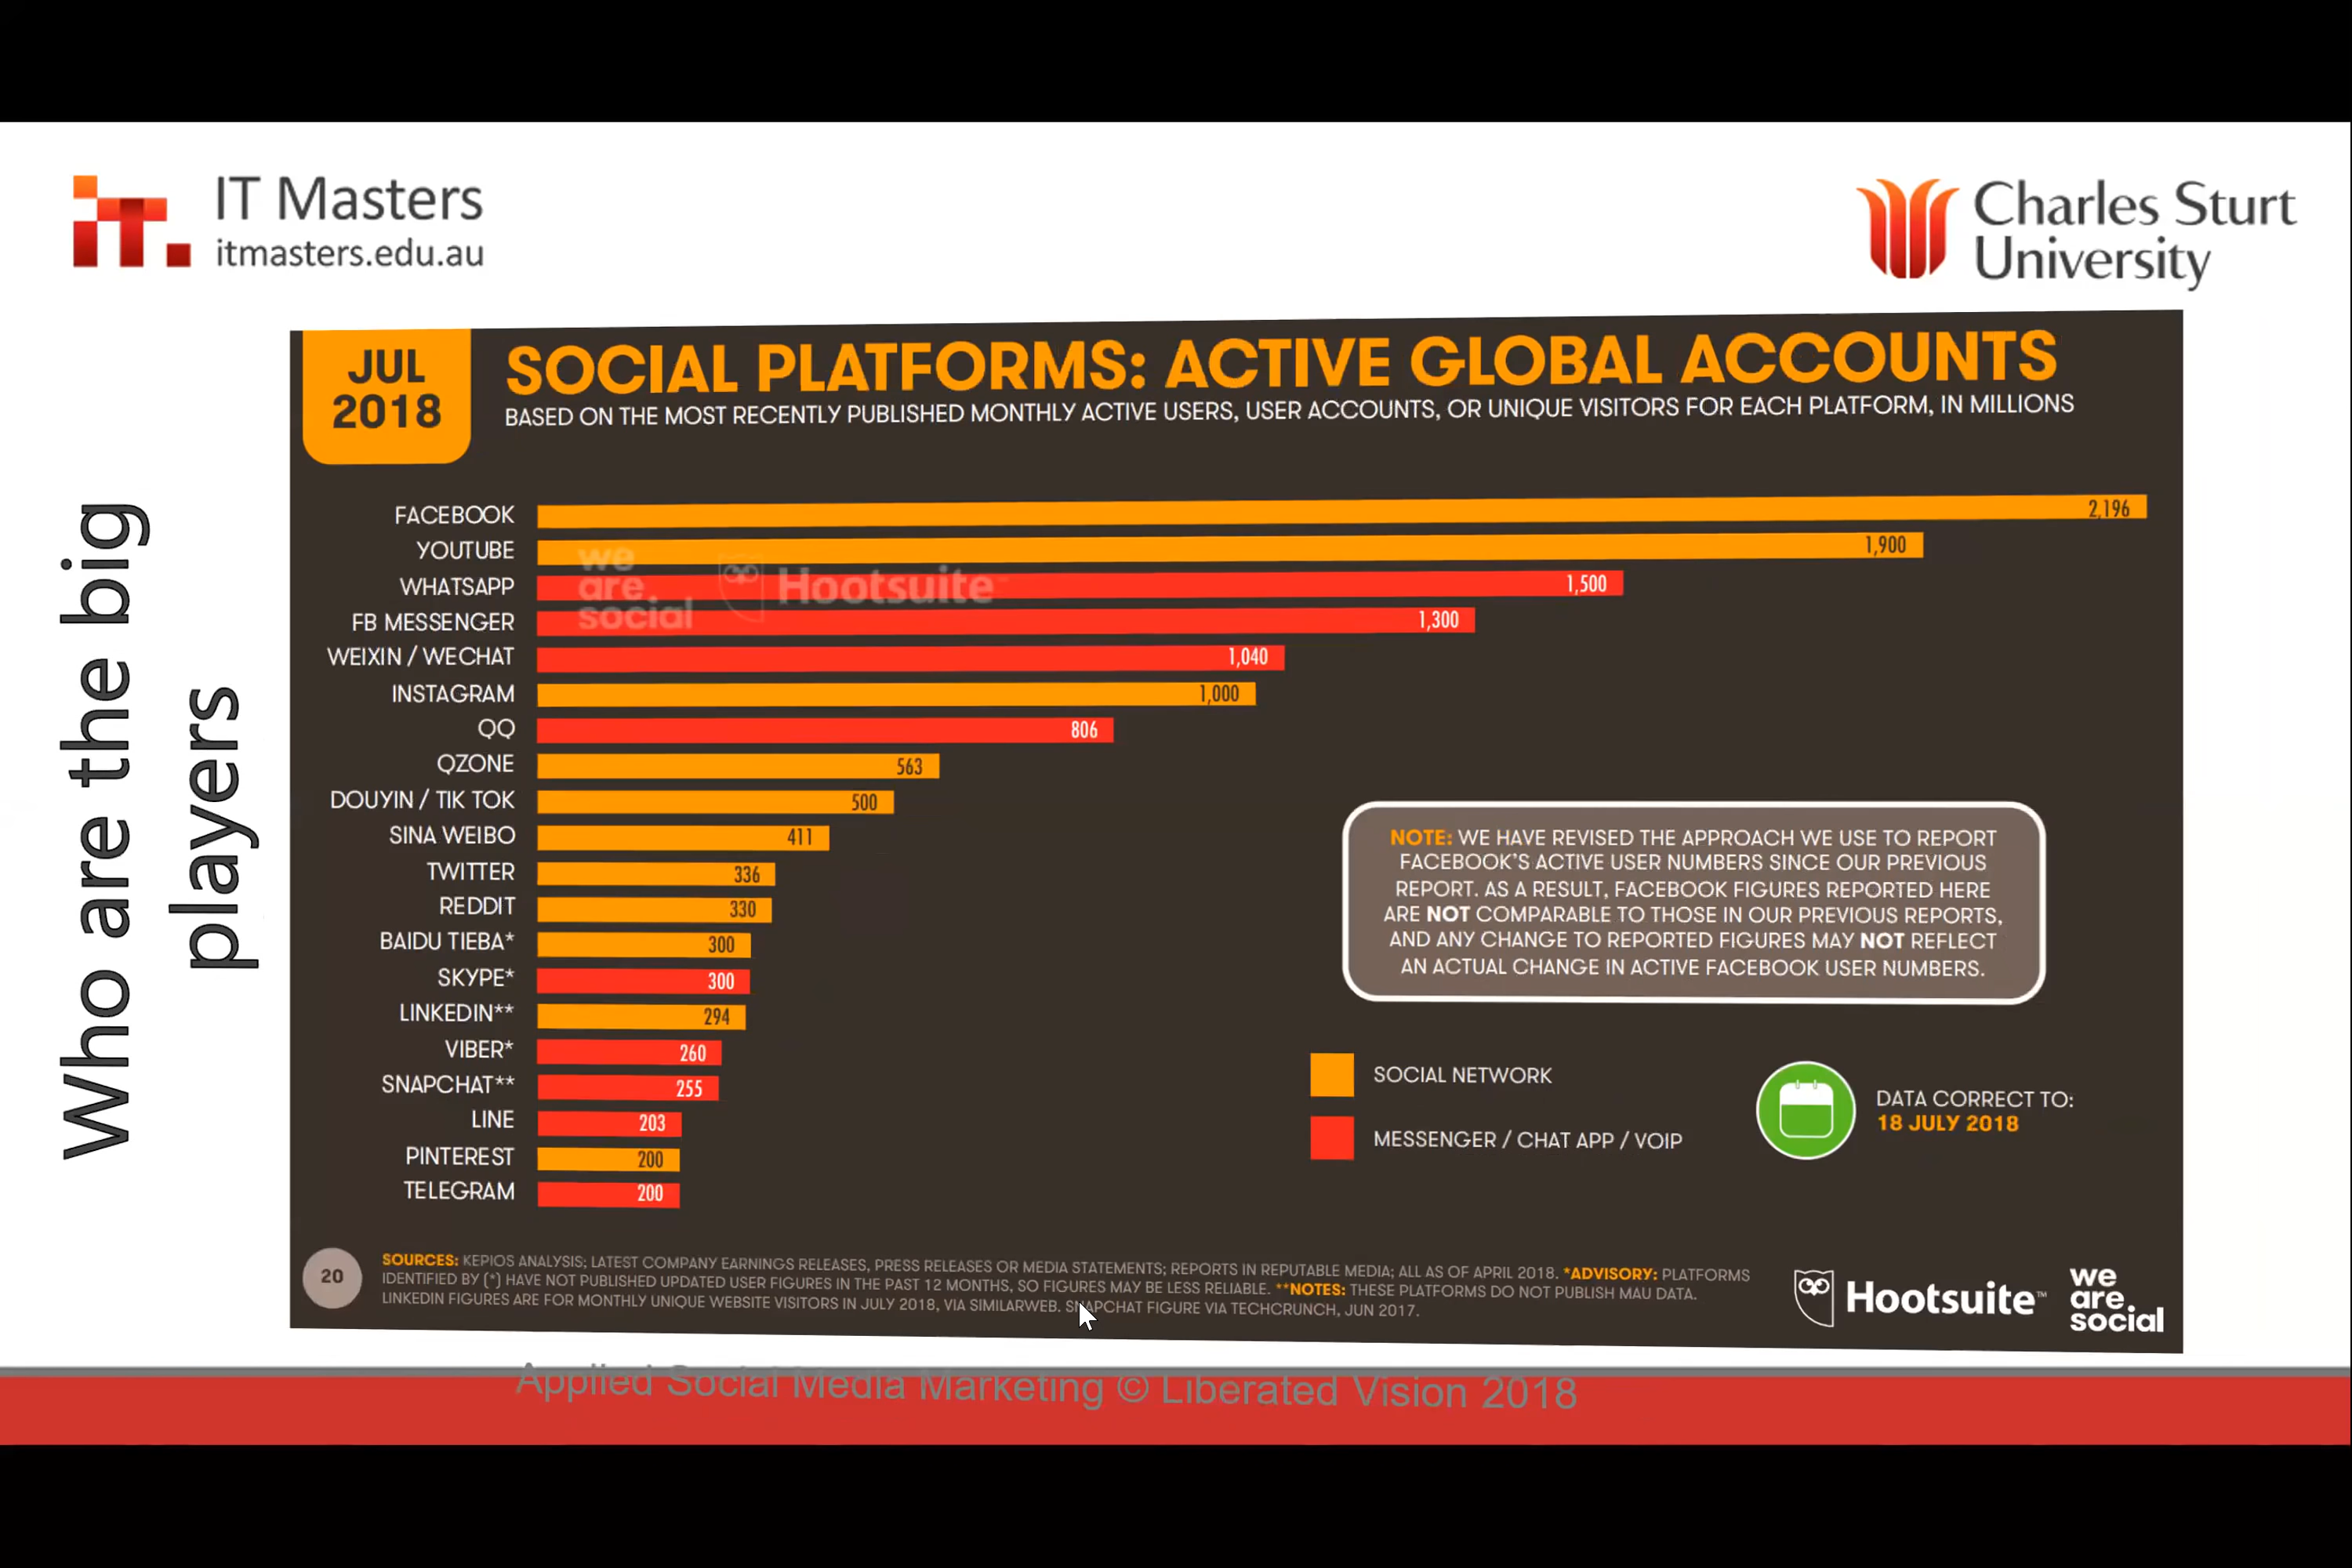 IT Masters
itmasters.edu.au
Charles Sturt
University
Who are the big
players
JUL
2018
SOCIAL PLATFORMS: ACTIVE GLOBAL ACCOUNTS
BASED ON THE MOST RECENTLY PUBLISHED MONTHLY ACTIVE USERS, USER ACCOUNTS, OR UNIQUE VISITORS FOR EACH PLATFORM, IN MILLIONS
FACEBOOK 2,196
YOUTUBE 1,900
WHATSAPP 1,500
FB MESSENGER 1,300
WEIXIN / WECHAT 1,040
INSTAGRAM 1,000
QQ 806
QZONE 563
DOUYIN / TIK TOK 500
SINA WEIBO 411
TWITTER 336
REDDIT 330
BAIDU TIEBA* 300
SKYPE* 300
LINKEDIN** 294
VIBER* 260
SNAPCHAT** 255
LINE 203
PINTEREST 200
TELEGRAM 200
we
are
social
Hootsuite
NOTE: WE HAVE REVISED THE APPROACH WE USE TO REPORT
FACEBOOK'S ACTIVE USER NUMBERS SINCE OUR PREVIOUS
REPORT. AS A RESULT, FACEBOOK FIGURES REPORTED HERE
ARE NOT COMPARABLE TO THOSE IN OUR PREVIOUS REPORTS,
AND ANY CHANGE TO REPORTED FIGURES MAY NOT REFLECT
AN ACTUAL CHANGE IN ACTIVE FACEBOOK USER NUMBERS.
SOCIAL NETWORK
MESSENGER / CHAT APP / VOIP
DATA CORRECT TO:
18 JULY 2018
20
SOURCES: KEPIOS ANALYSIS; LATEST COMPANY EARNINGS RELEASES, PRESS RELEASES OR MEDIA STATEMENTS; REPORTS IN REPUTABLE MEDIA; ALL AS OF APRIL 2018. *ADVISORY: PLATFORMS
IDENTIFIED BY (*) HAVE NOT PUBLISHED UPDATED USER FIGURES IN THE PAST 12 MONTHS, SO FIGURES MAY BE LESS RELIABLE. **NOTES: THESE PLATFORMS DO NOT PUBLISH MAU DATA.
LINKEDIN FIGURES ARE FOR MONTHLY UNIQUE WEBSITE VISITORS IN JULY 2018, VIA SIMILARWEB. SNAPCHAT FIGURE VIA TECHCRUNCH, JUN 2017.
Hootsuite™
we
are
social
Applied Social Media Marketing © Liberated Vision 2018